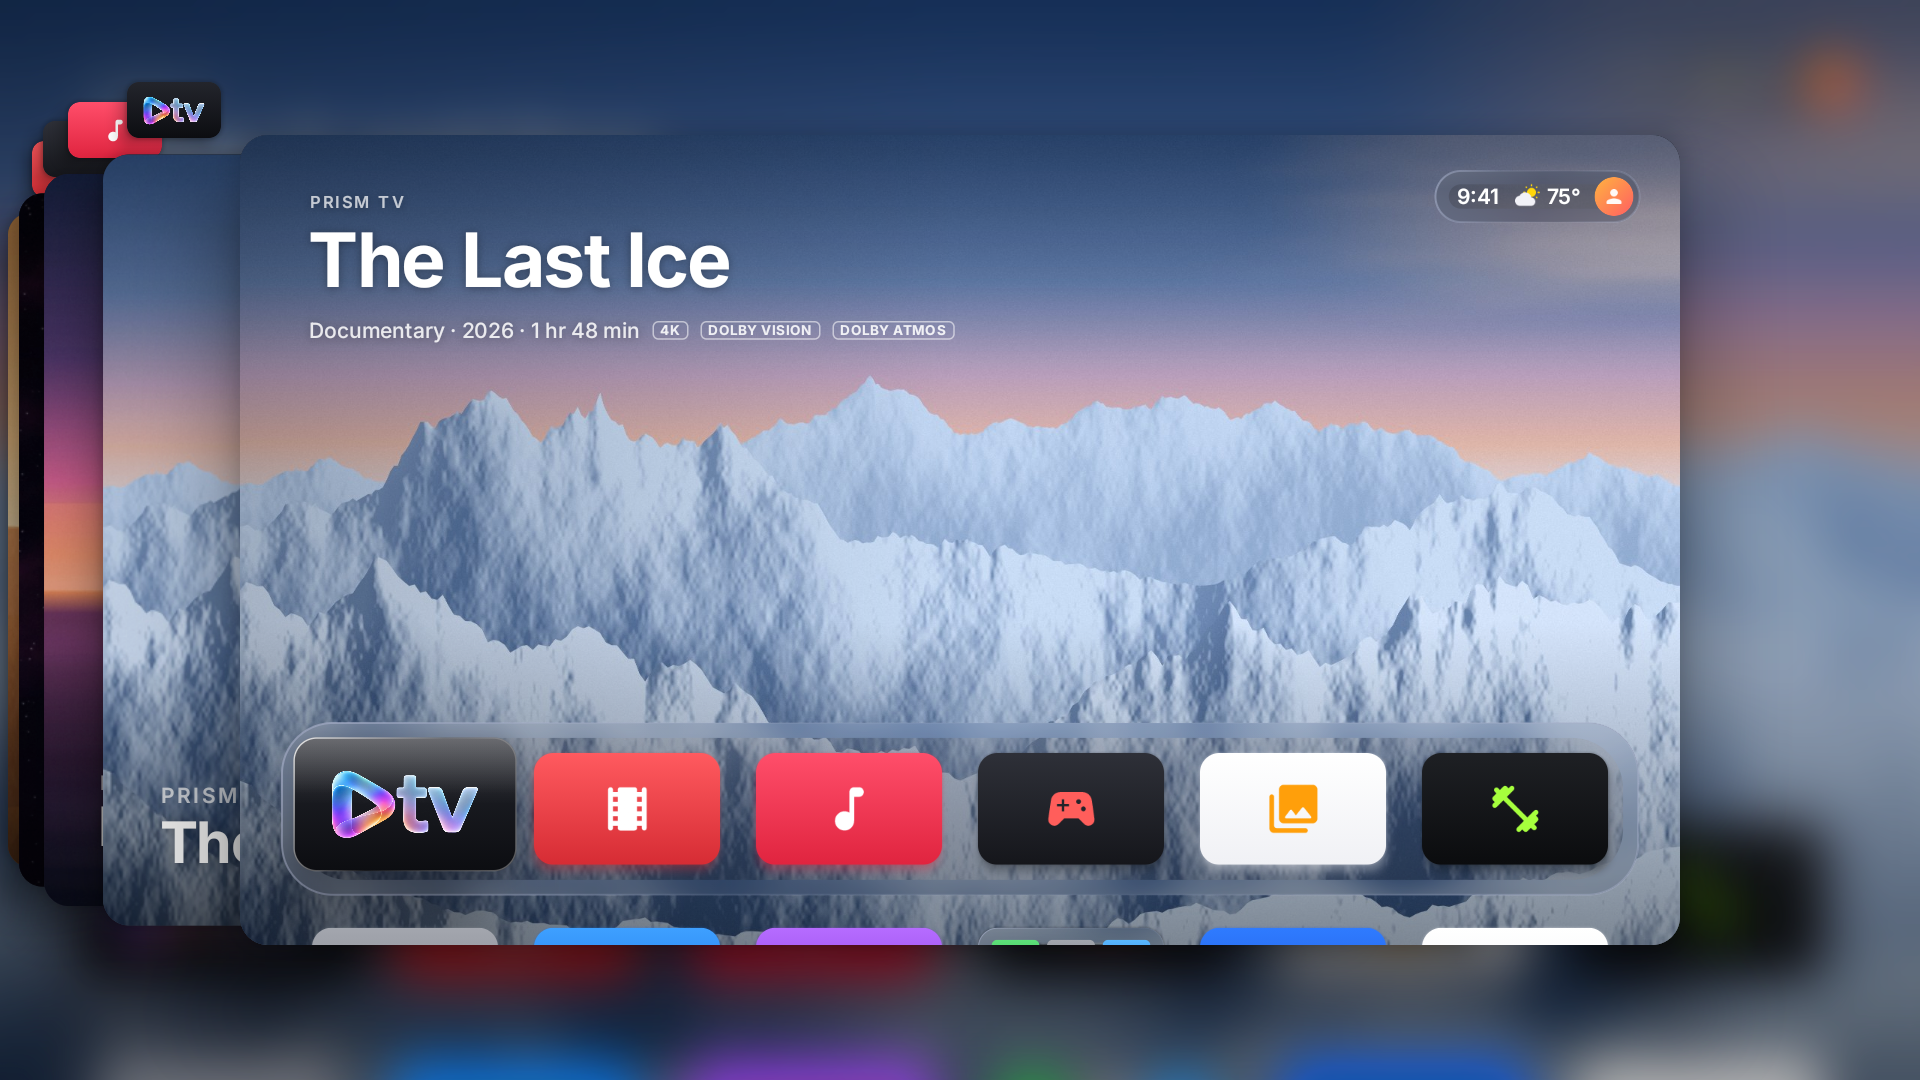 tv
PRISM TV
The Last Ice
Documentary · 2026 · 1 hr 48 min 4K DOLBY VISION DOLBY ATMOS
9:41 75°
PRISM
The
tv